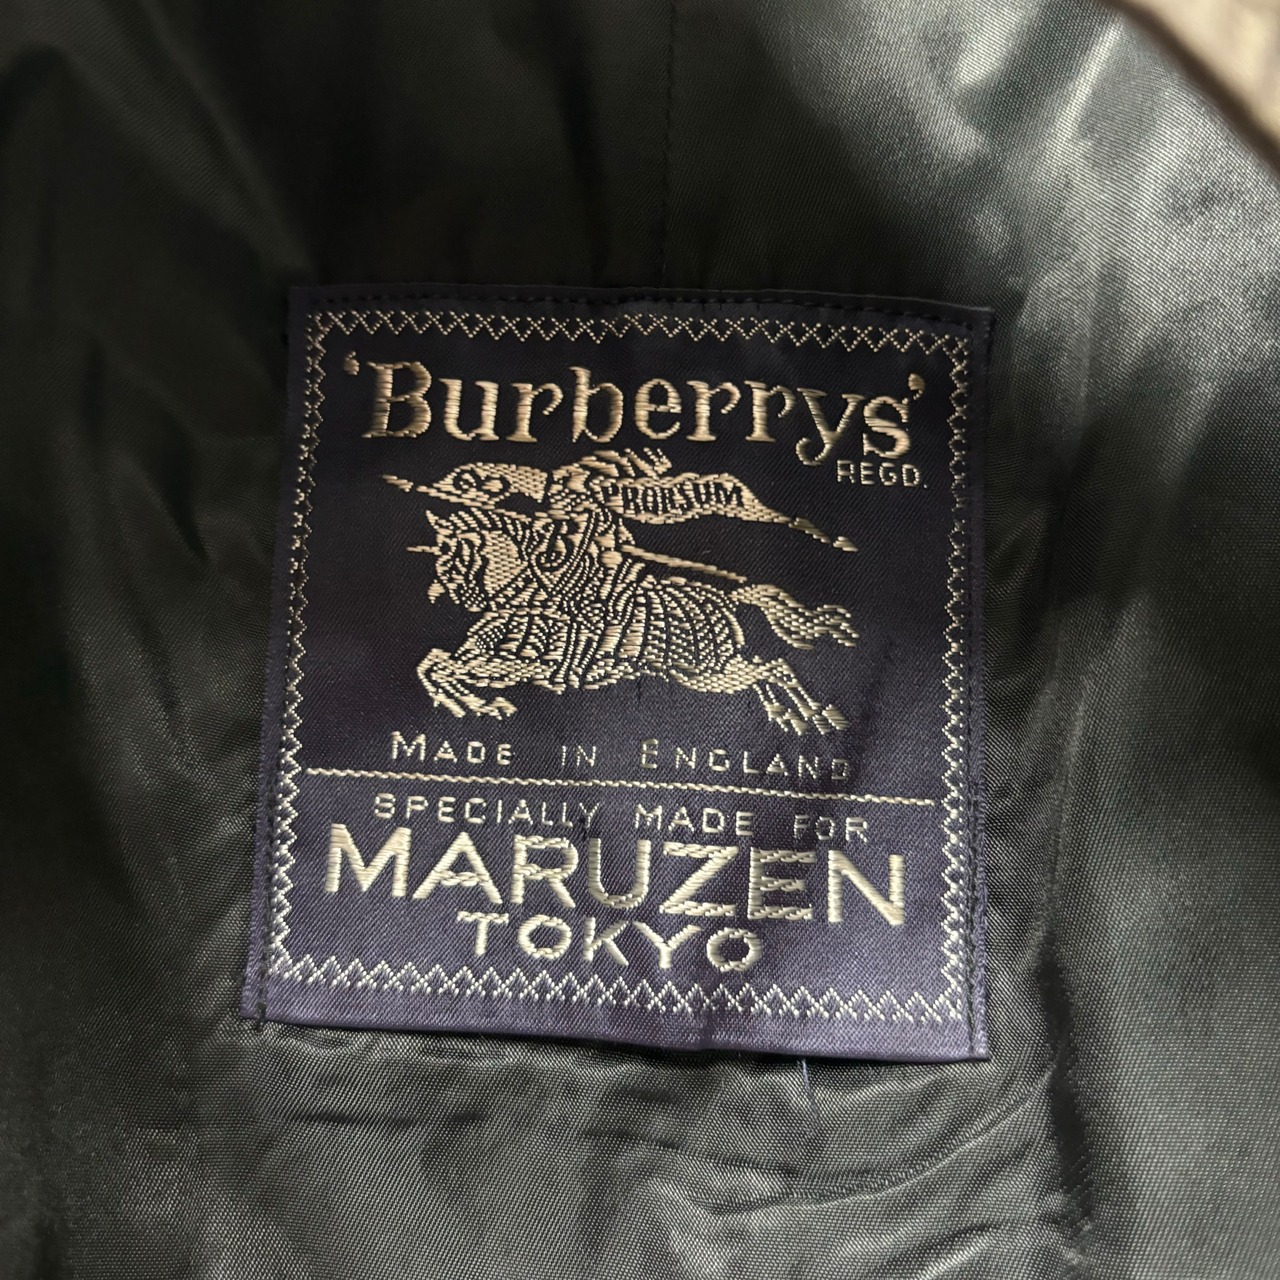 'Burberrys'
REGD.
PRORSUM
MADE IN ENGLAND
SPECIALLY MADE FOR
MARUZEN
TOKYO